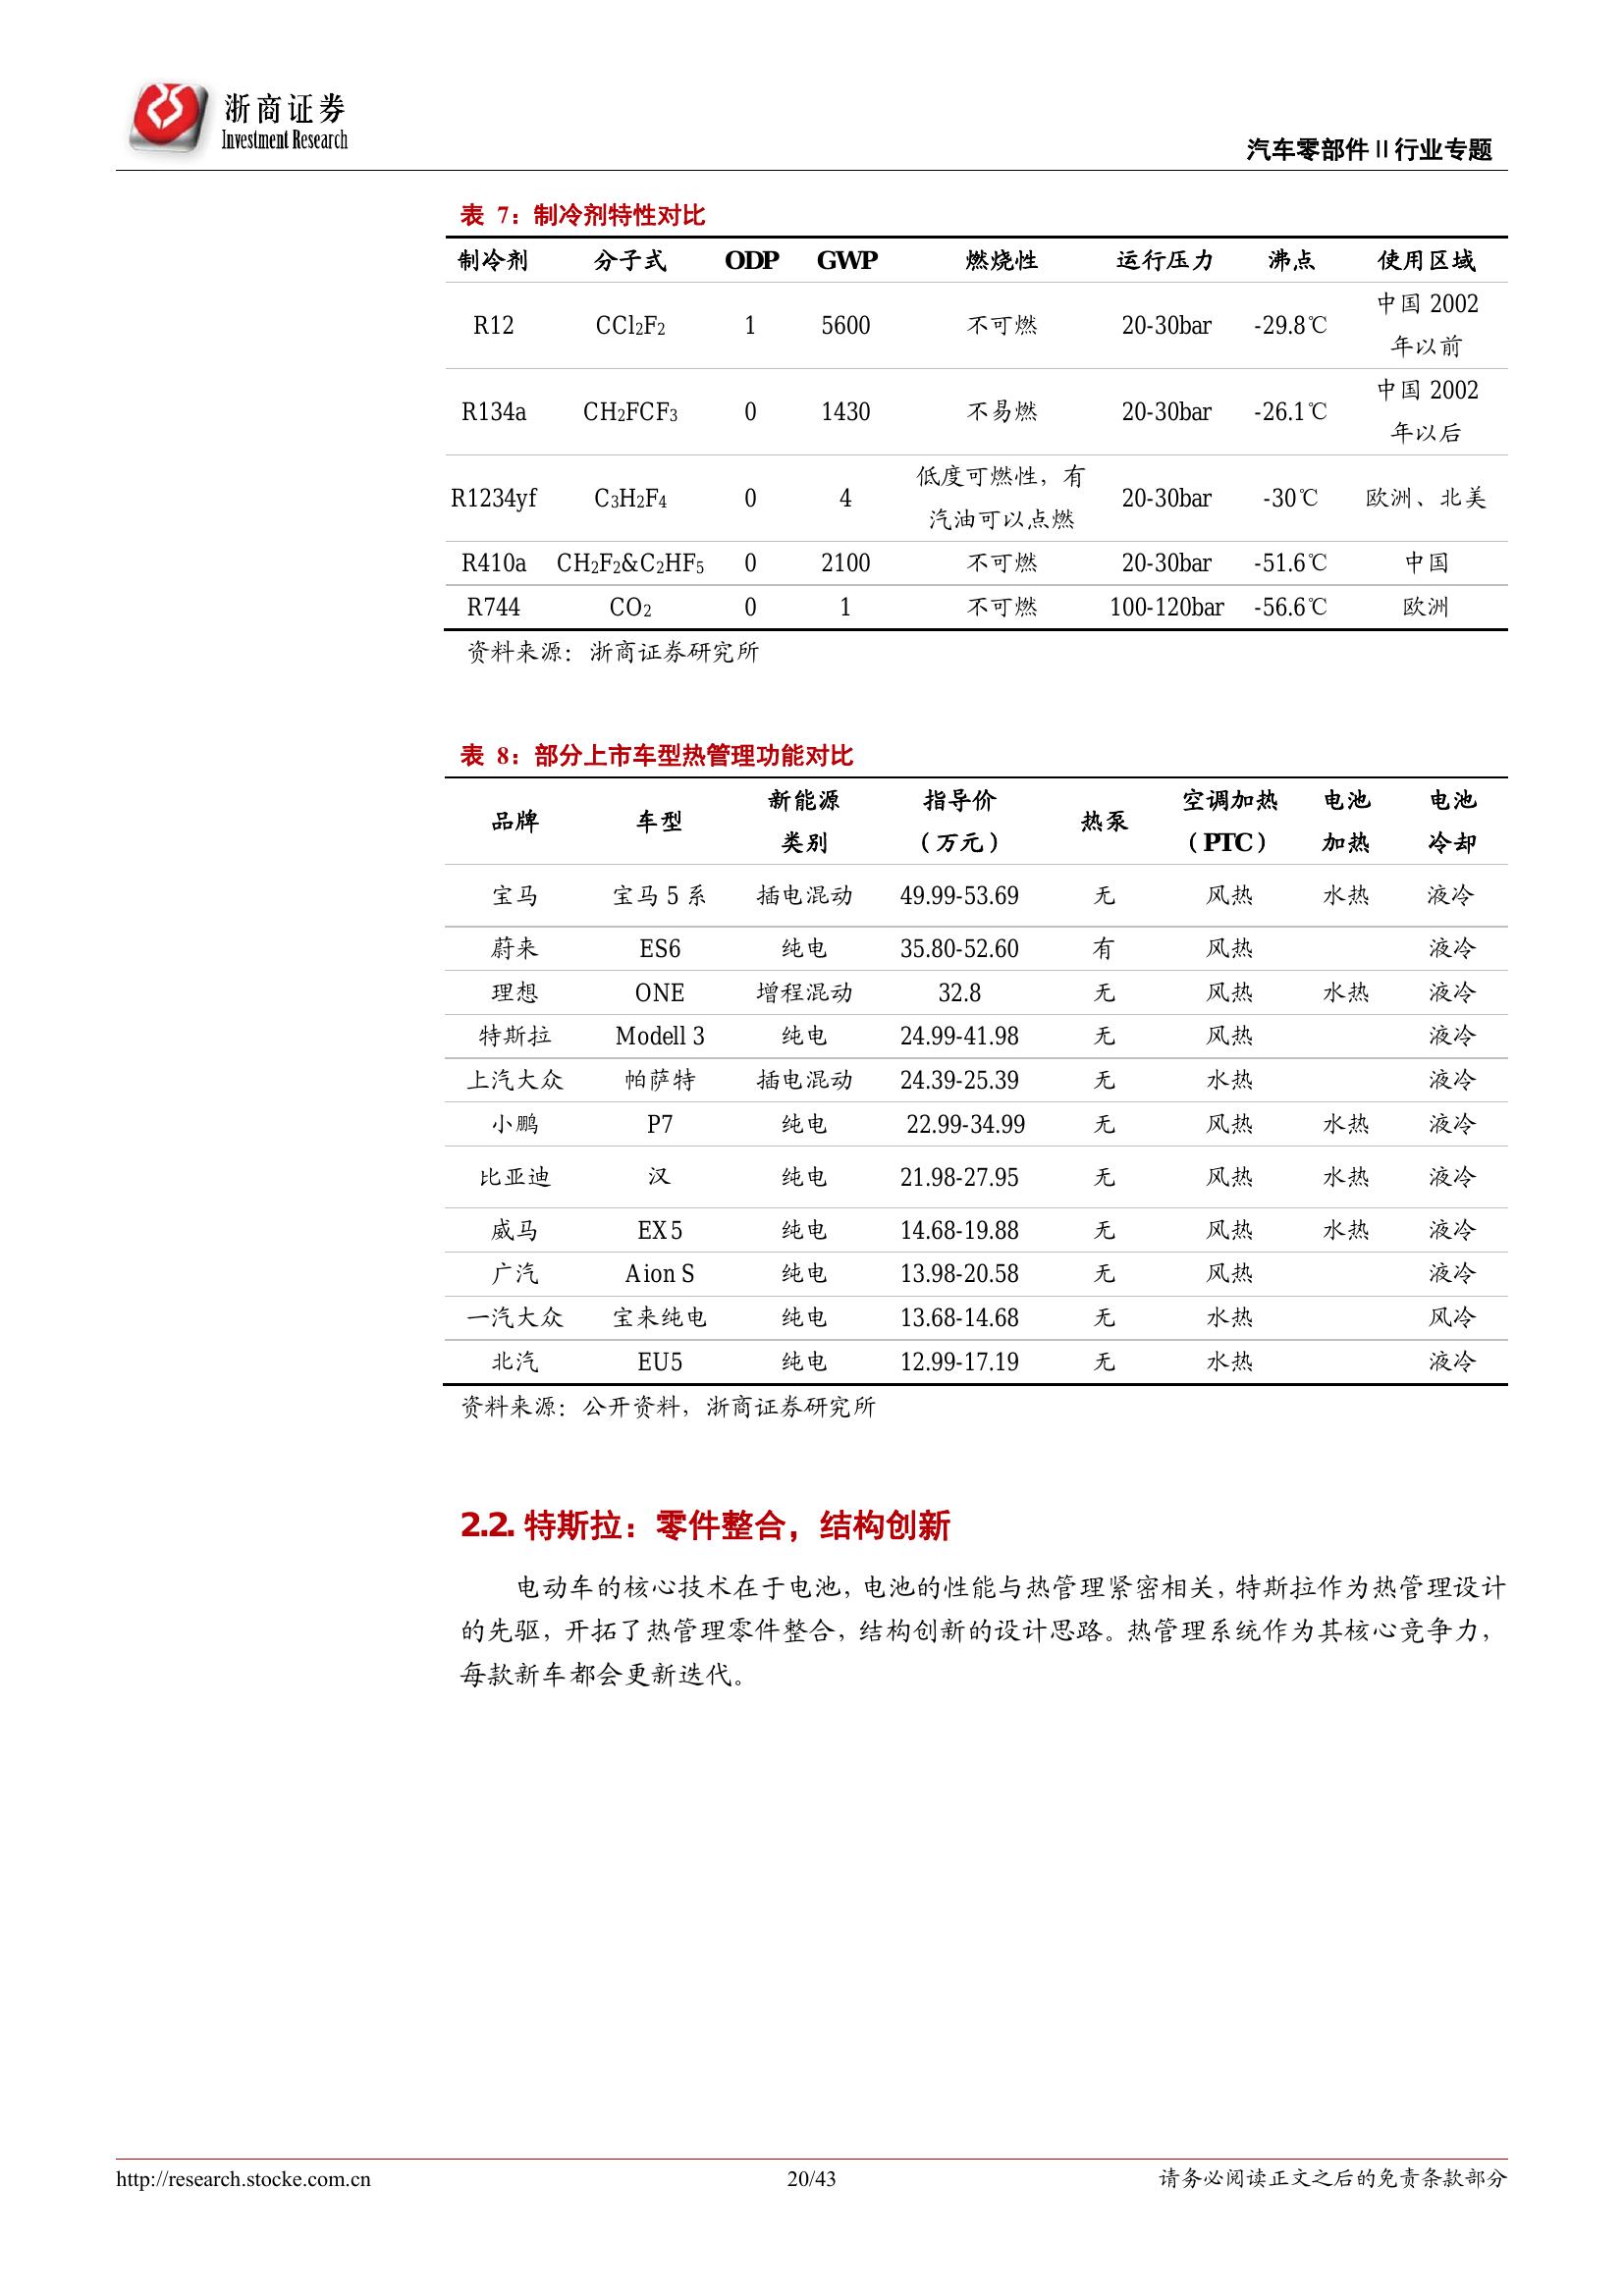 浙商证券
Investment Research
汽车零部件Ⅱ行业专题
表 7：制冷剂特性对比
制冷剂 分子式 ODP GWP 燃烧性 运行压力 沸点 使用区域
R12 CCl2F2 1 5600 不可燃 20-30bar -29.8℃ 中国 2002
年以前
R134a CH2FCF3 0 1430 不易燃 20-30bar -26.1℃ 中国 2002
年以后
R1234yf C3H2F4 0 4 低度可燃性，有
汽油可以点燃 20-30bar -30℃ 欧洲、北美
R410a CH2F2&C2HF5 0 2100 不可燃 20-30bar -51.6℃ 中国
R744 CO2 0 1 不可燃 100-120bar -56.6℃ 欧洲
资料来源：浙商证券研究所
表 8：部分上市车型热管理功能对比
品牌 车型 新能源
类别 指导价
（万元） 热泵 空调加热
（PTC） 电池
加热 电池
冷却
宝马 宝马 5 系 插电混动 49.99-53.69 无 风热 水热 液冷
蔚来 ES6 纯电 35.80-52.60 有 风热 液冷
理想 ONE 增程混动 32.8 无 风热 水热 液冷
特斯拉 Modell 3 纯电 24.99-41.98 无 风热 液冷
上汽大众 帕萨特 插电混动 24.39-25.39 无 水热 液冷
小鹏 P7 纯电 22.99-34.99 无 风热 水热 液冷
比亚迪 汉 纯电 21.98-27.95 无 风热 水热 液冷
威马 EX5 纯电 14.68-19.88 无 风热 水热 液冷
广汽 Aion S 纯电 13.98-20.58 无 风热 液冷
一汽大众 宝来纯电 纯电 13.68-14.68 无 水热 风冷
北汽 EU5 纯电 12.99-17.19 无 水热 液冷
资料来源：公开资料，浙商证券研究所
2.2. 特斯拉：零件整合，结构创新
电动车的核心技术在于电池，电池的性能与热管理紧密相关，特斯拉作为热管理设计
的先驱，开拓了热管理零件整合，结构创新的设计思路。热管理系统作为其核心竞争力，
每款新车都会更新迭代。
http://research.stocke.com.cn 20/43 请务必阅读正文之后的免责条款部分